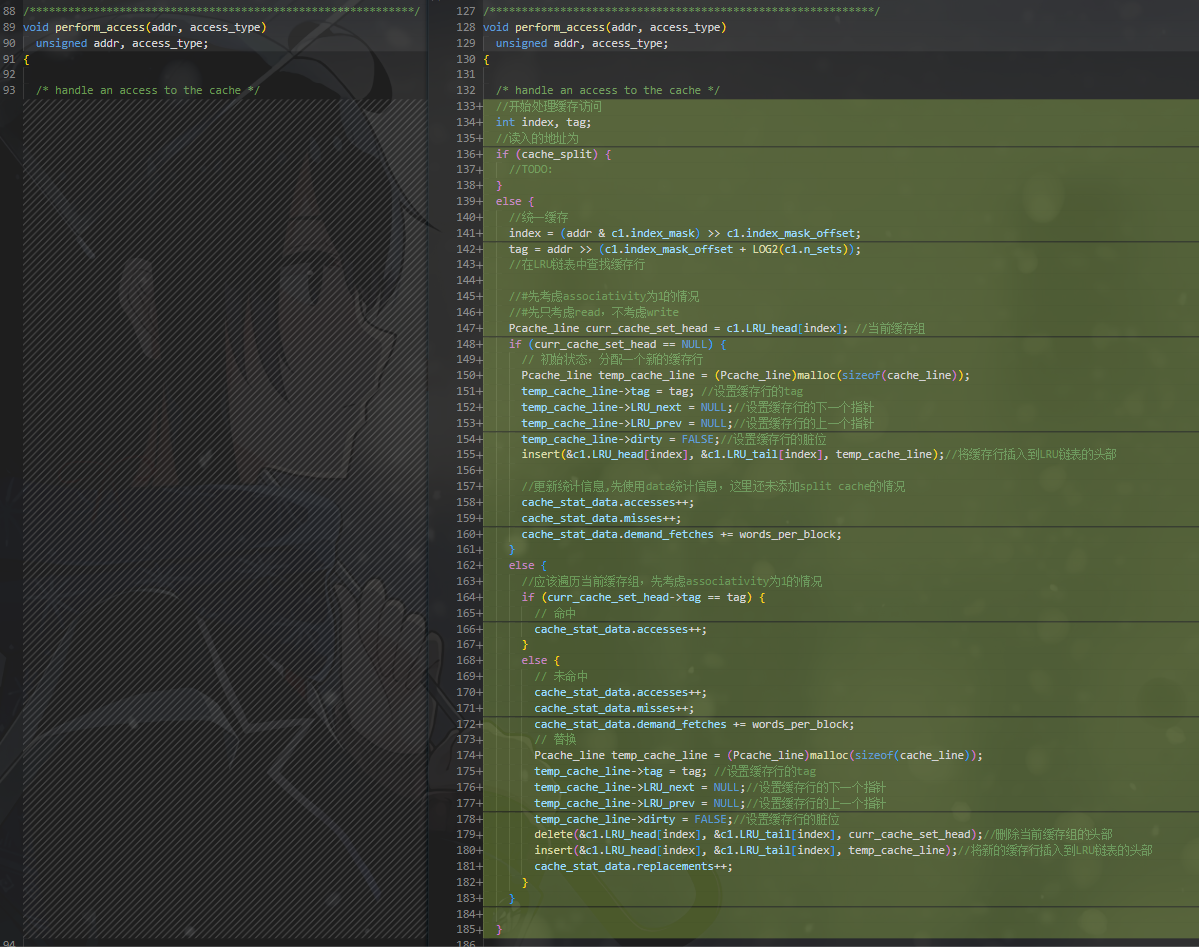 88 /*************************************************************/
89 void perform_access(addr, access_type)
90 unsigned addr, access_type;
91 {
92
93 /* handle an access to the cache */
94
127 /*************************************************************/
128 void perform_access(addr, access_type)
129 unsigned addr, access_type;
130 {
131
132 /* handle an access to the cache */
133+ //开始处理缓存访问
134+ int index, tag;
135+ //读入的地址为
136+ if (cache_split) {
137+ //TODO:
138+ }
139+ else {
140+ //统一缓存
141+ index = (addr & c1.index_mask) >> c1.index_mask_offset;
142+ tag = addr >> (c1.index_mask_offset + LOG2(c1.n_sets));
143+ //在LRU链表中查找缓存行
144+
145+ //#先考虑associativity为1的情况
146+ //#先只考虑read, 不考虑write
147+ Pcache_line curr_cache_set_head = c1.LRU_head[index]; //当前缓存组
148+ if (curr_cache_set_head == NULL) {
149+ // 初始状态, 分配一个新的缓存行
150+ Pcache_line temp_cache_line = (Pcache_line)malloc(sizeof(cache_line));
151+ temp_cache_line->tag = tag; //设置缓存行的tag
152+ temp_cache_line->LRU_next = NULL;//设置缓存行的下一个指针
153+ temp_cache_line->LRU_prev = NULL;//设置缓存行的上一个指针
154+ temp_cache_line->dirty = FALSE;//设置缓存行的脏位
155+ insert(&c1.LRU_head[index], &c1.LRU_tail[index], temp_cache_line);//将缓存行插入到LRU链表的头部
156+
157+ //更新统计信息,先使用data统计信息, 这里还未添加split cache的情况
158+ cache_stat_data.accesses++;
159+ cache_stat_data.misses++;
160+ cache_stat_data.demand_fetches += words_per_block;
161+ }
162+ else {
163+ //应该遍历当前缓存组, 先考虑associativity为1的情况
164+ if (curr_cache_set_head->tag == tag) {
165+ // 命中
166+ cache_stat_data.accesses++;
167+ }
168+ else {
169+ // 未命中
170+ cache_stat_data.accesses++;
171+ cache_stat_data.misses++;
172+ cache_stat_data.demand_fetches += words_per_block;
173+ // 替换
174+ Pcache_line temp_cache_line = (Pcache_line)malloc(sizeof(cache_line));
175+ temp_cache_line->tag = tag; //设置缓存行的tag
176+ temp_cache_line->LRU_next = NULL;//设置缓存行的下一个指针
177+ temp_cache_line->LRU_prev = NULL;//设置缓存行的上一个指针
178+ temp_cache_line->dirty = FALSE;//设置缓存行的脏位
179+ delete(&c1.LRU_head[index], &c1.LRU_tail[index], curr_cache_set_head);//删除当前缓存组的头部
180+ insert(&c1.LRU_head[index], &c1.LRU_tail[index], temp_cache_line);//将新的缓存行插入到LRU链表的头部
181+ cache_stat_data.replacements++;
182+ }
183+ }
184+
185+ }
186